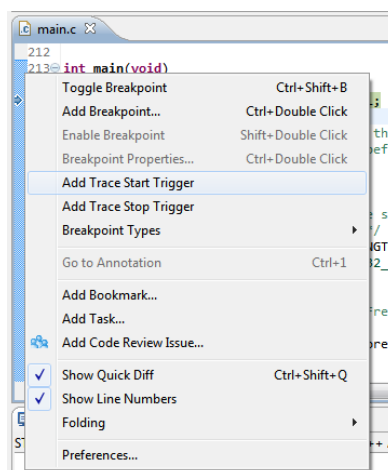 main.c
212
213 int main(void)
Toggle Breakpoint Ctrl+Shift+B
Add Breakpoint... Ctrl+Double Click
Enable Breakpoint Shift+Double Click
Breakpoint Properties... Ctrl+Double Click
Add Trace Start Trigger
Add Trace Stop Trigger
Breakpoint Types
Go to Annotation Ctrl+1
Add Bookmark...
Add Task...
Add Code Review Issue...
Show Quick Diff Ctrl+Shift+Q
Show Line Numbers
Folding
Preferences...